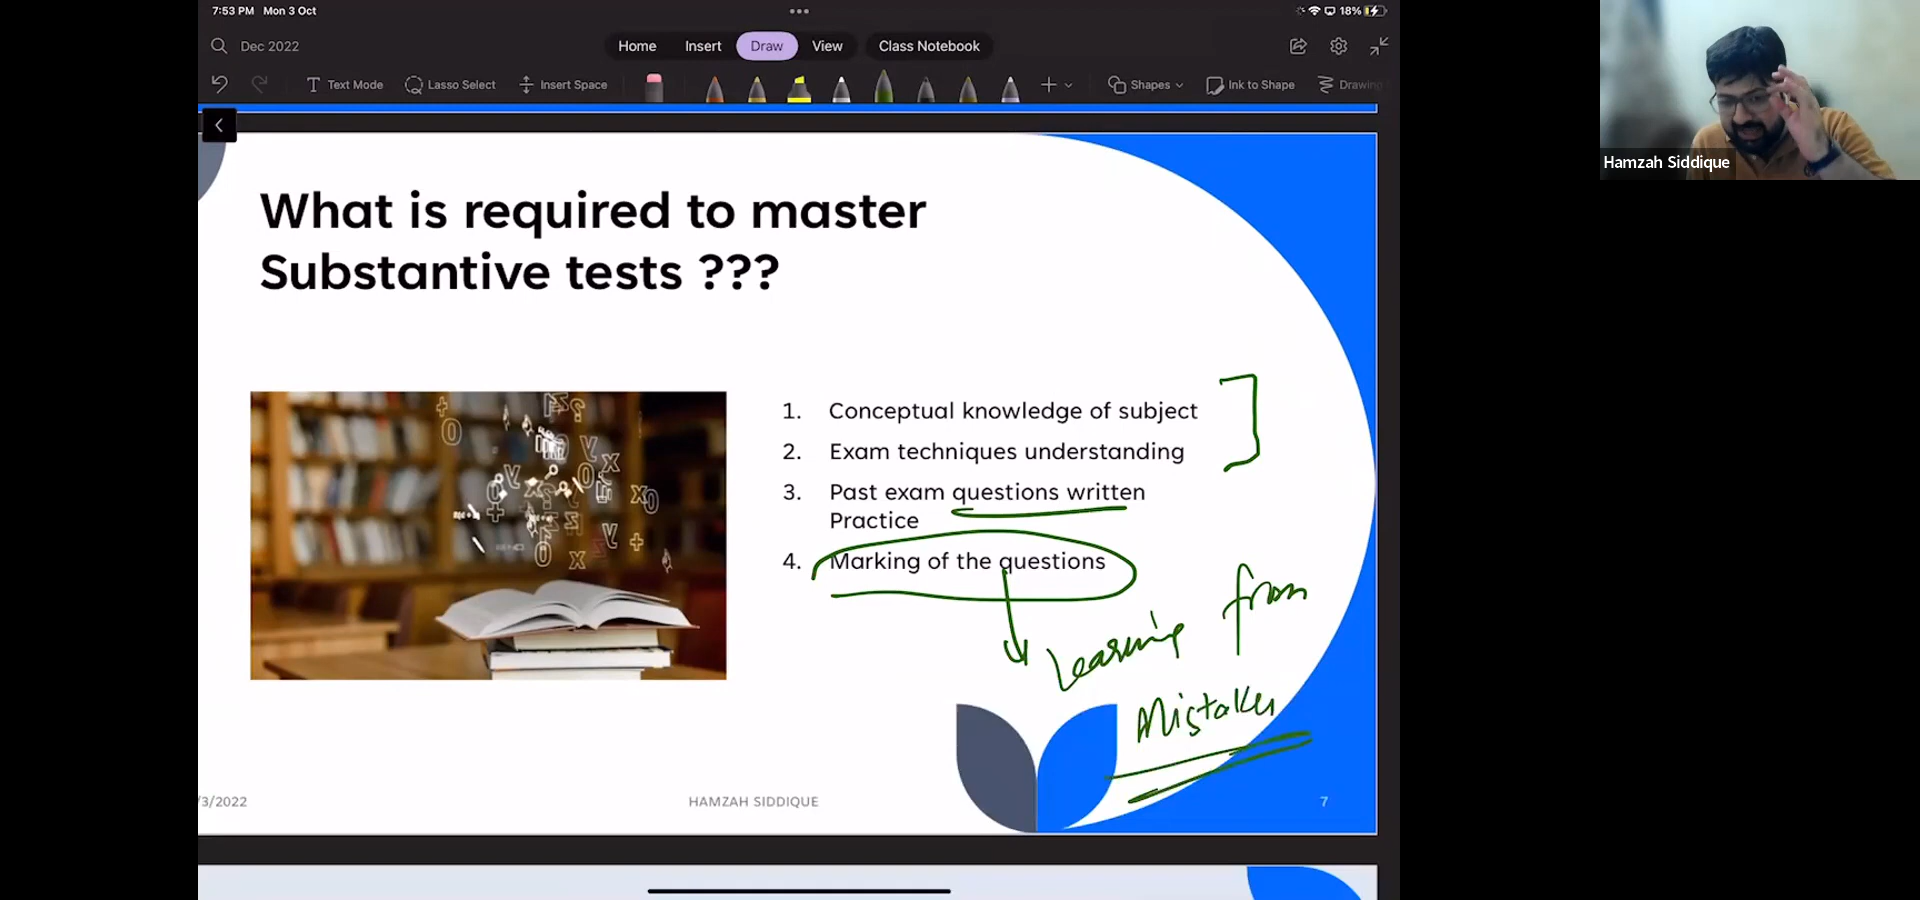 7:53 PM Mon 3 Oct
18%
Dec 2022
Home Insert Draw View Class Notebook
Text Mode Lasso Select Insert Space Shapes Ink to Shape Drawing
Hamzah Siddique
What is required to master
Substantive tests ???
1. Conceptual knowledge of subject
2. Exam techniques understanding
3. Past exam questions written
Practice
4. Marking of the questions
Learning from
Mistakes
/3/2022
HAMZAH SIDDIQUE
7